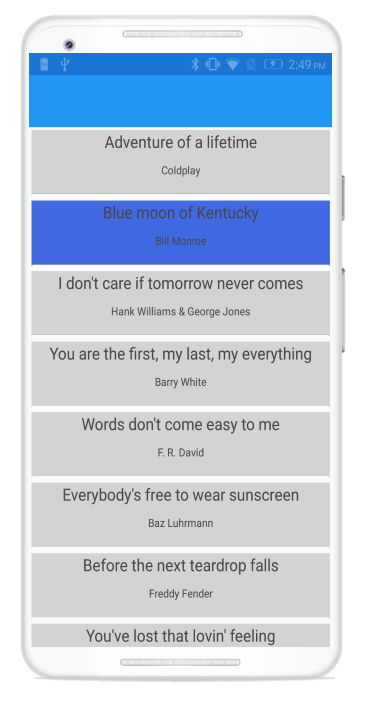 2:49 PM
Adventure of a lifetime
Coldplay
Blue moon of Kentucky
Bill Monroe
I don't care if tomorrow never comes
Hank Williams & George Jones
You are the first, my last, my everything
Barry White
Words don't come easy to me
F. R. David
Everybody's free to wear sunscreen
Baz Luhrmann
Before the next teardrop falls
Freddy Fender
You've lost that lovin' feeling